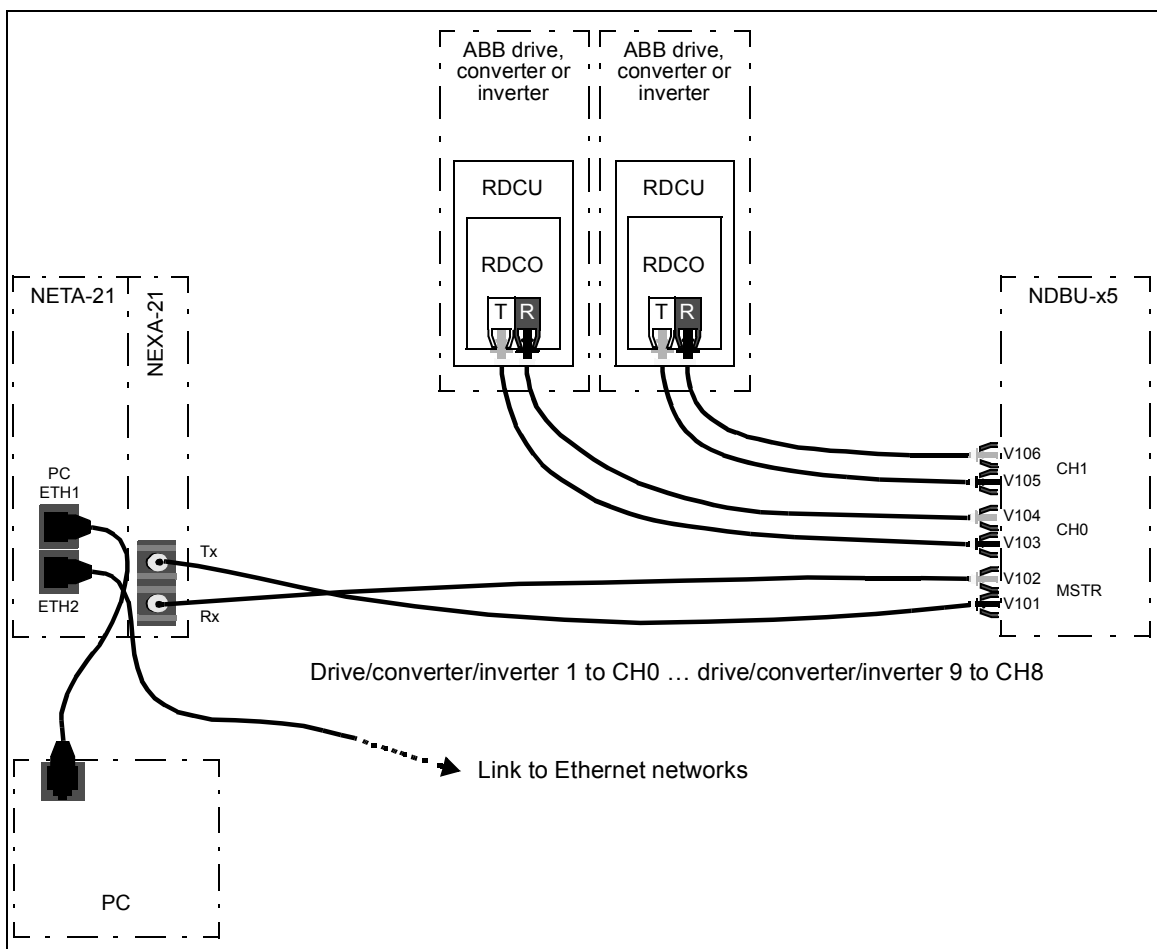 ABB drive,
converter or
inverter
ABB drive,
converter or
inverter
RDCU
RDCU
RDCO
RDCO
T R
T R
NETA-21
NEXA-21
NDBU-x5
PC
ETH1
ETH2
Tx
Rx
V106
CH1
V105
V104
CH0
V103
V102
MSTR
V101
Drive/converter/inverter 1 to CH0 … drive/converter/inverter 9 to CH8
Link to Ethernet networks
PC